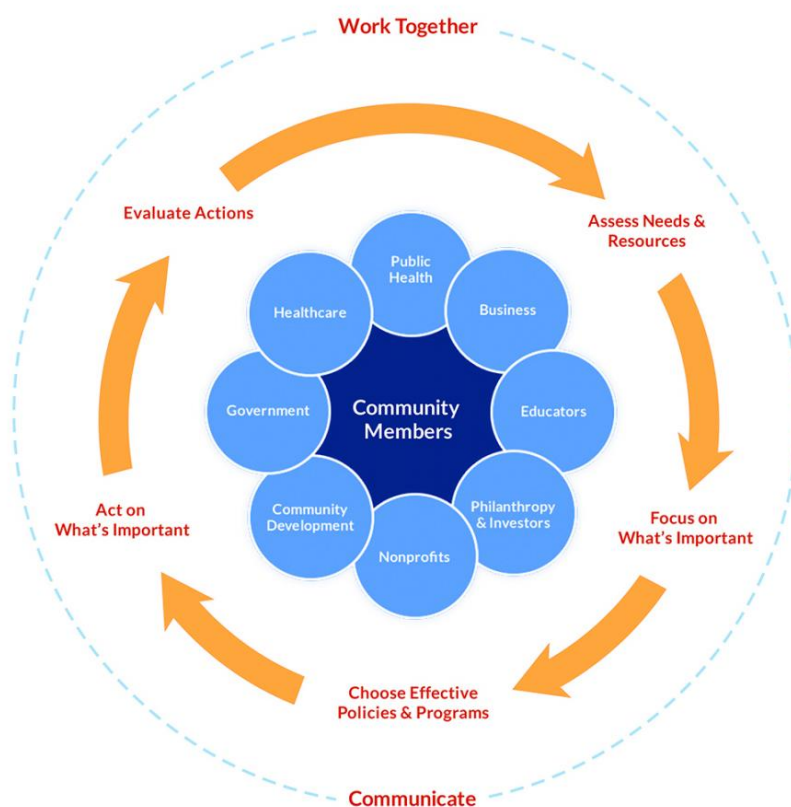 Work Together
Evaluate Actions
Assess Needs &
Resources
Public
Health
Healthcare
Business
Government
Community
Members
Educators
Community
Development
Philanthropy
& Investors
Nonprofits
Act on
What's Important
Focus on
What's Important
Choose Effective
Policies & Programs
Communicate